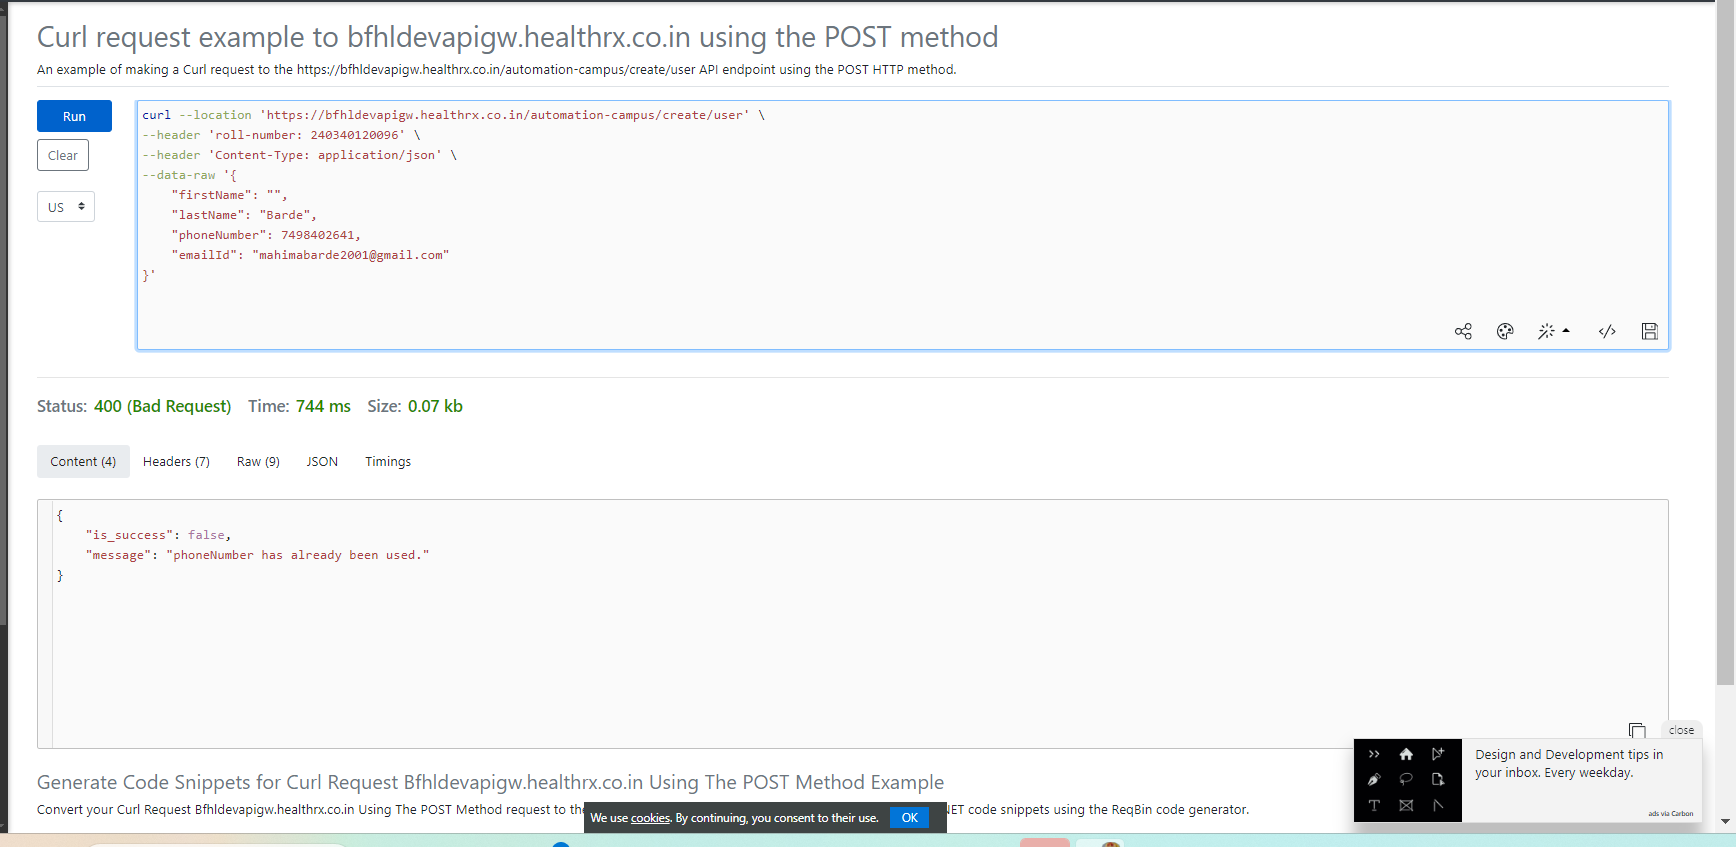 Curl request example to bfhldevapigw.healthrx.co.in using the POST method
An example of making a Curl request to the https://bfhldevapigw.healthrx.co.in/automation-campus/create/user API endpoint using the POST HTTP method.
Run
Clear
US
curl --location 'https://bfhldevapigw.healthrx.co.in/automation-campus/create/user' \
--header 'roll-number: 240340120096' \
--header 'Content-Type: application/json' \
--data-raw '{
    "firstName": "",
    "lastName": "Barde",
    "phoneNumber": 7498402641,
    "emailId": "mahimabarde2001@gmail.com"
}'
Status: 400 (Bad Request) Time: 744 ms Size: 0.07 kb
Content (4) Headers (7) Raw (9) JSON Timings
{
    "is_success": false,
    "message": "phoneNumber has already been used."
}
close
Design and Development tips in
your inbox. Every weekday.
ads via Carbon
Generate Code Snippets for Curl Request Bfhldevapigw.healthrx.co.in Using The POST Method Example
Convert your Curl Request Bfhldevapigw.healthrx.co.in Using The POST Method request to the NET code snippets using the ReqBin code generator.
We use cookies. By continuing, you consent to their use. OK